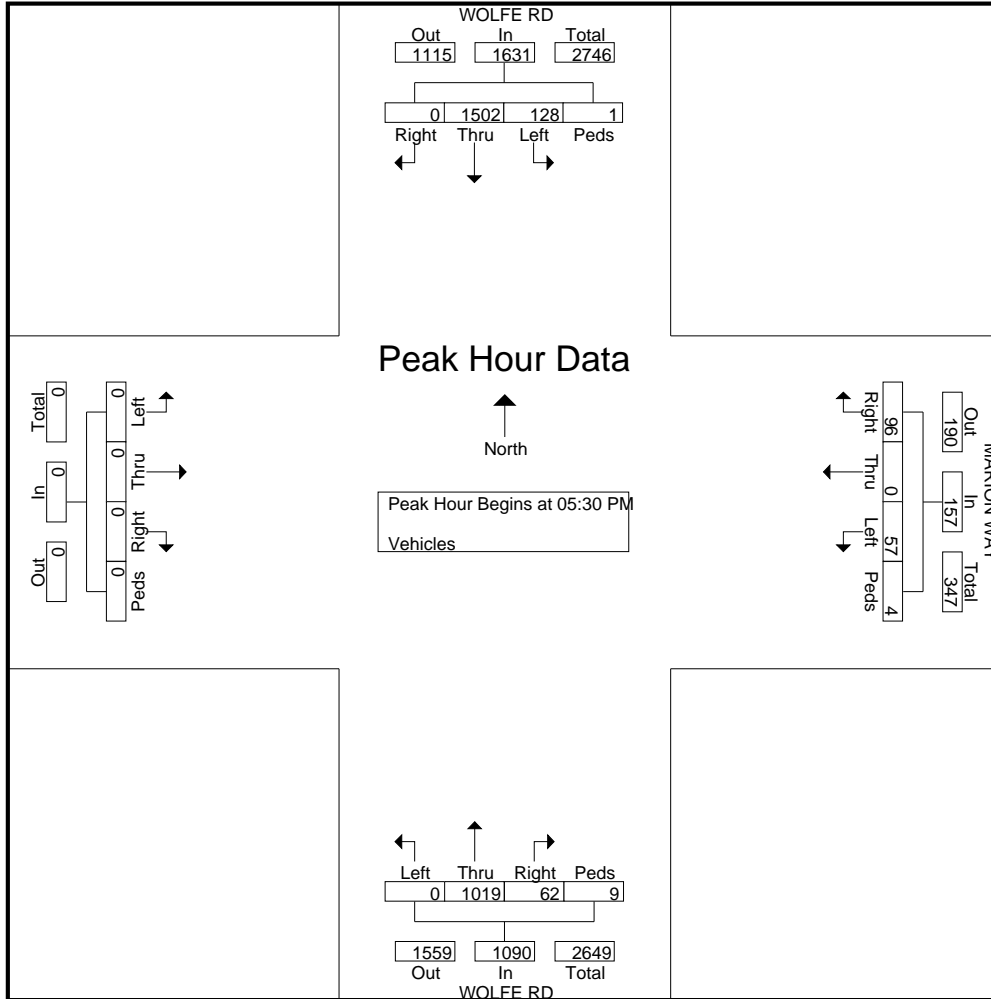 WOLFE RD
Out In Total
1115 1631 2746
0 1502 128 1
Right Thru Left Peds
Peak Hour Data
North
Peak Hour Begins at 05:30 PM
Vehicles
Total In Out
0 0 0
0 0 0 0
Left Thru Right Peds
MARION WAY
Out In Total
190 157 347
96 0 57 4
Right Thru Left Peds
Left Thru Right Peds
0 1019 62 9
1559 1090 2649
Out In Total
WOLFE RD